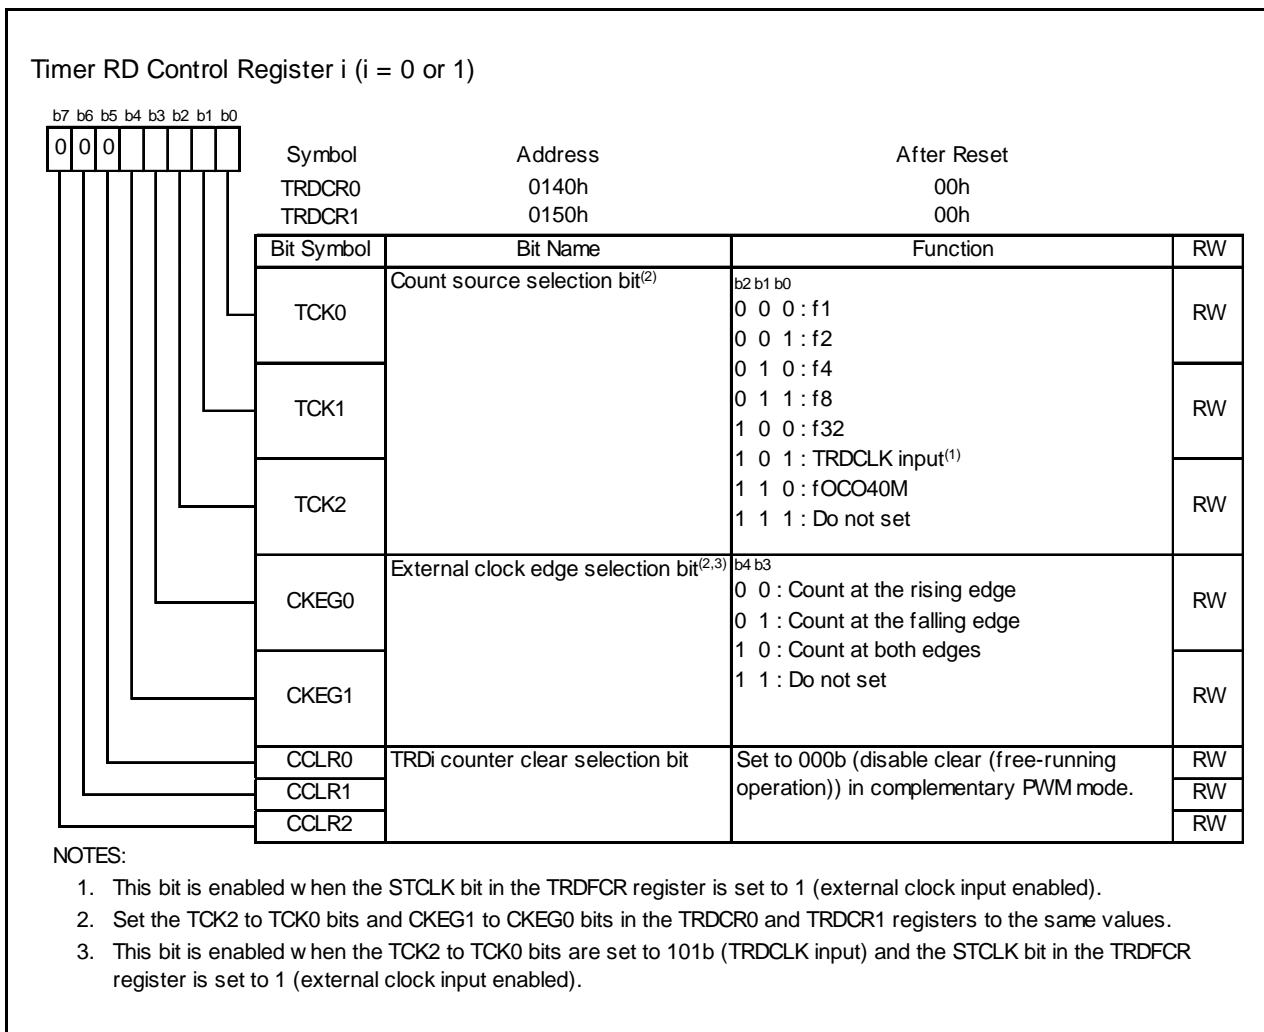 Timer RD Control Register i (i = 0 or 1)
b7 b6 b5 b4 b3 b2 b1 b0
0 0 0
Symbol Address After Reset
TRDCR0 0140h 00h
TRDCR1 0150h 00h
Bit Symbol Bit Name Function RW
TCK0 Count source selection bit(2) b2 b1 b0 RW
0 0 0 : f1
0 0 1 : f2
0 1 0 : f4
TCK1 0 1 1 : f8 RW
1 0 0 : f32
1 0 1 : TRDCLK input(1)
TCK2 1 1 0 : fOCO40M RW
1 1 1 : Do not set
CKEG0 External clock edge selection bit(2,3) b4 b3 RW
0 0 : Count at the rising edge
0 1 : Count at the falling edge
1 0 : Count at both edges
CKEG1 1 1 : Do not set RW
CCLR0 TRDi counter clear selection bit Set to 000b (disable clear (free-running RW
CCLR1 operation)) in complementary PWM mode. RW
CCLR2 RW
NOTES:
1. This bit is enabled when the STCLK bit in the TRDFCR register is set to 1 (external clock input enabled).
2. Set the TCK2 to TCK0 bits and CKEG1 to CKEG0 bits in the TRDCR0 and TRDCR1 registers to the same values.
3. This bit is enabled when the TCK2 to TCK0 bits are set to 101b (TRDCLK input) and the STCLK bit in the TRDFCR
register is set to 1 (external clock input enabled).